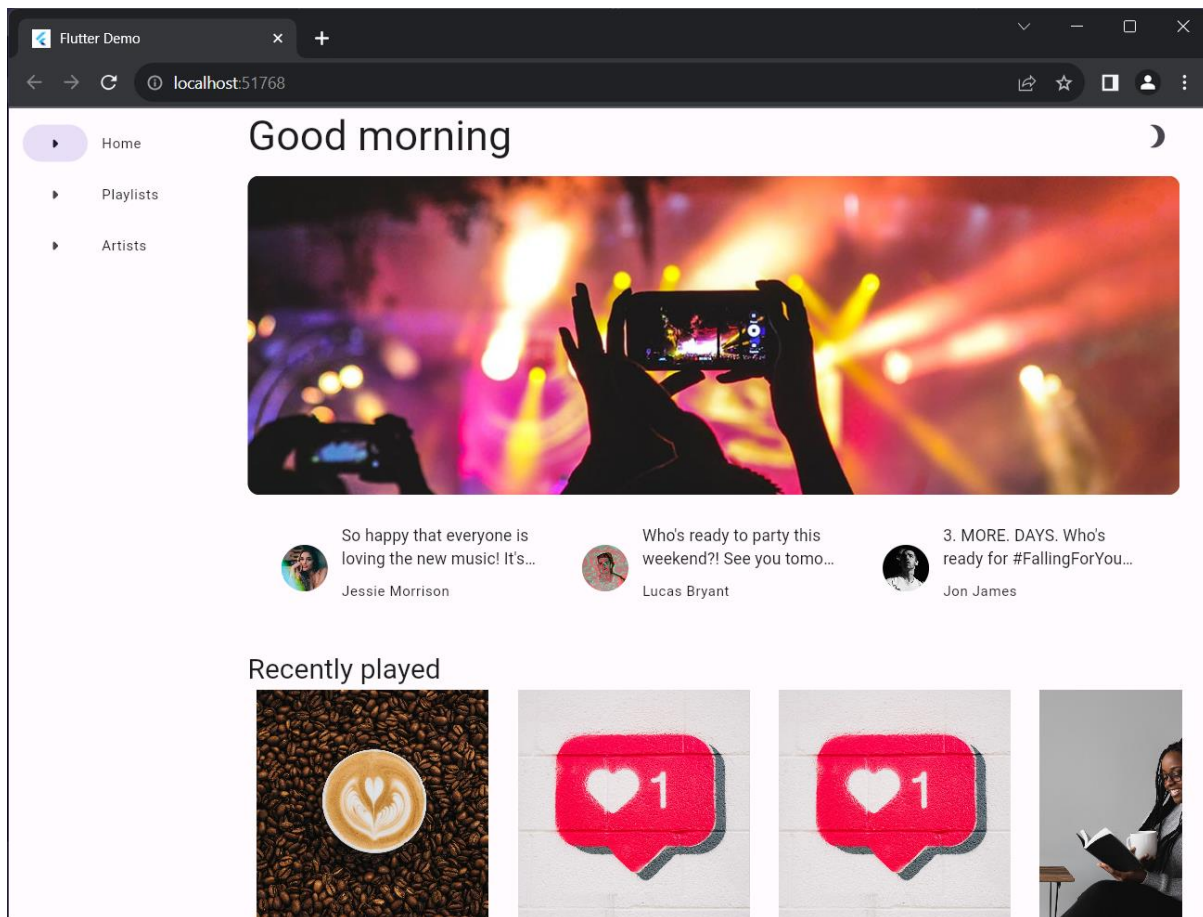 Flutter Demo
localhost:51768
Home
Playlists
Artists
Good morning
So happy that everyone is
loving the new music! It's...
Jessie Morrison
Who's ready to party this
weekend?! See you tomo...
Lucas Bryant
3. MORE. DAYS. Who's
ready for #FallingForYou...
Jon James
Recently played
1
1